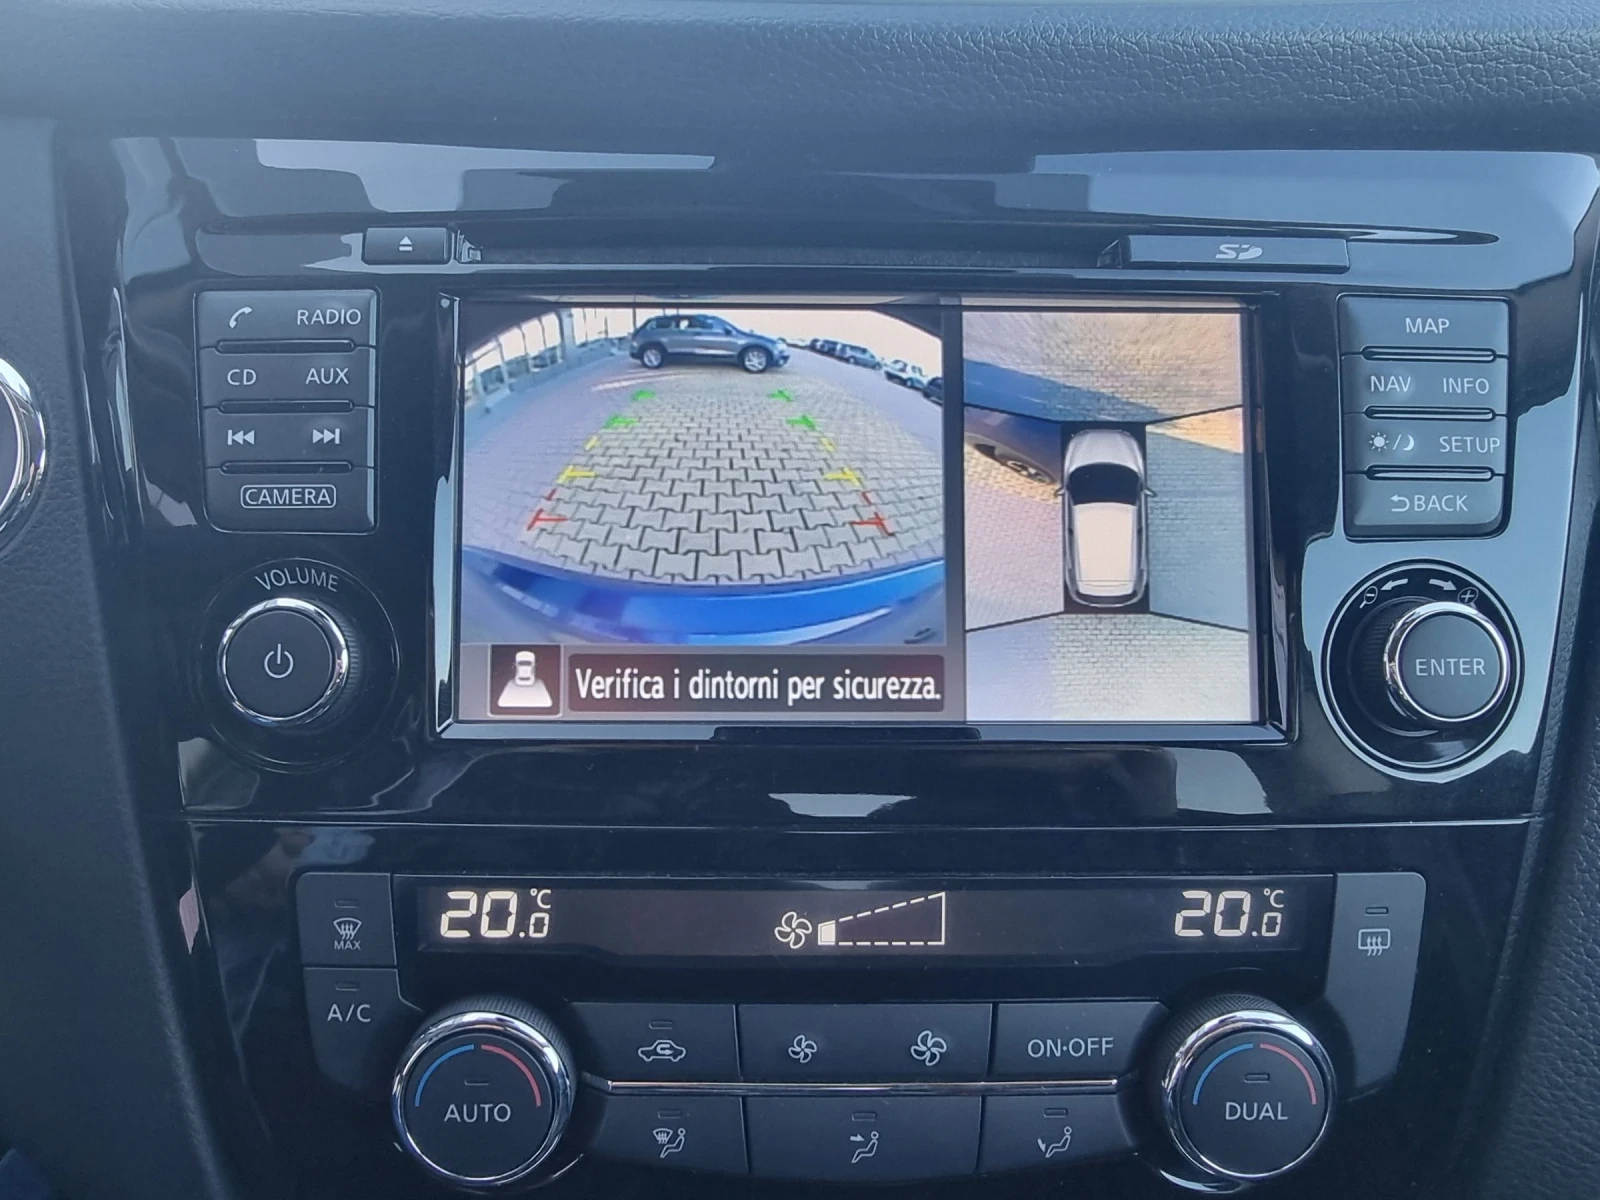 SD
RADIO
MAP
CD AUX
NAV INFO
SETUP
CAMERA
BACK
VOLUME
ENTER
Verifica i dintorni per sicurezza.
20.0 °C
20.0 °C
MAX
A/C
ON·OFF
AUTO
DUAL